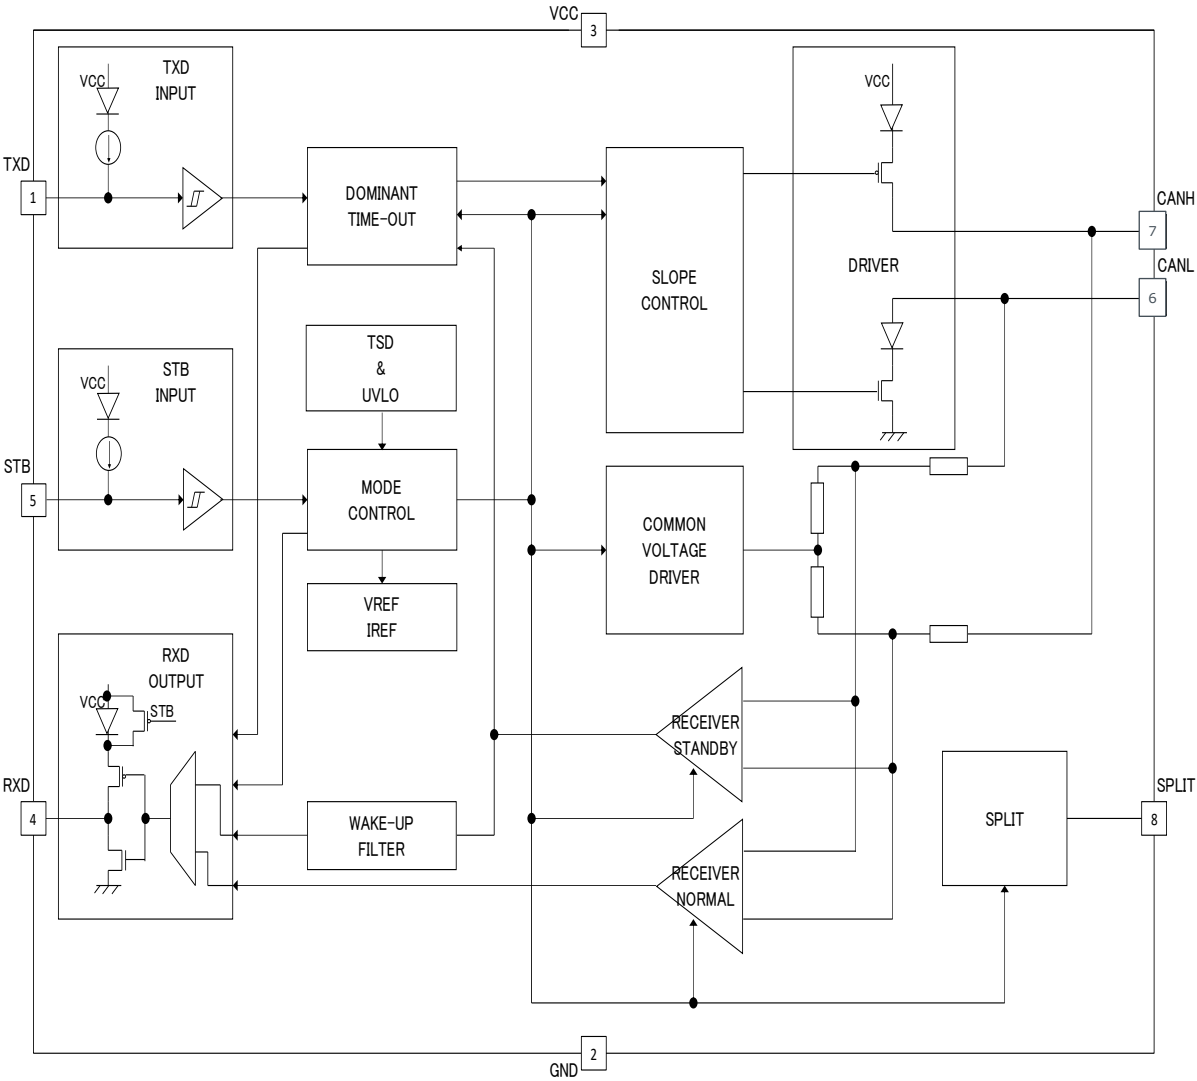 VCC
3
TXD
INPUT
VCC
TXD
1
DOMINANT
TIME-OUT
SLOPE
CONTROL
VCC
DRIVER
CANH
7
CANL
6
TSD
&
UVLO
STB
INPUT
VCC
STB
5
MODE
CONTROL
VREF
IREF
COMMON
VOLTAGE
DRIVER
RXD
OUTPUT
VCC
STB
RXD
4
WAKE-UP
FILTER
RECEIVER
STANDBY
RECEIVER
NORMAL
SPLIT
SPLIT
8
2
GND